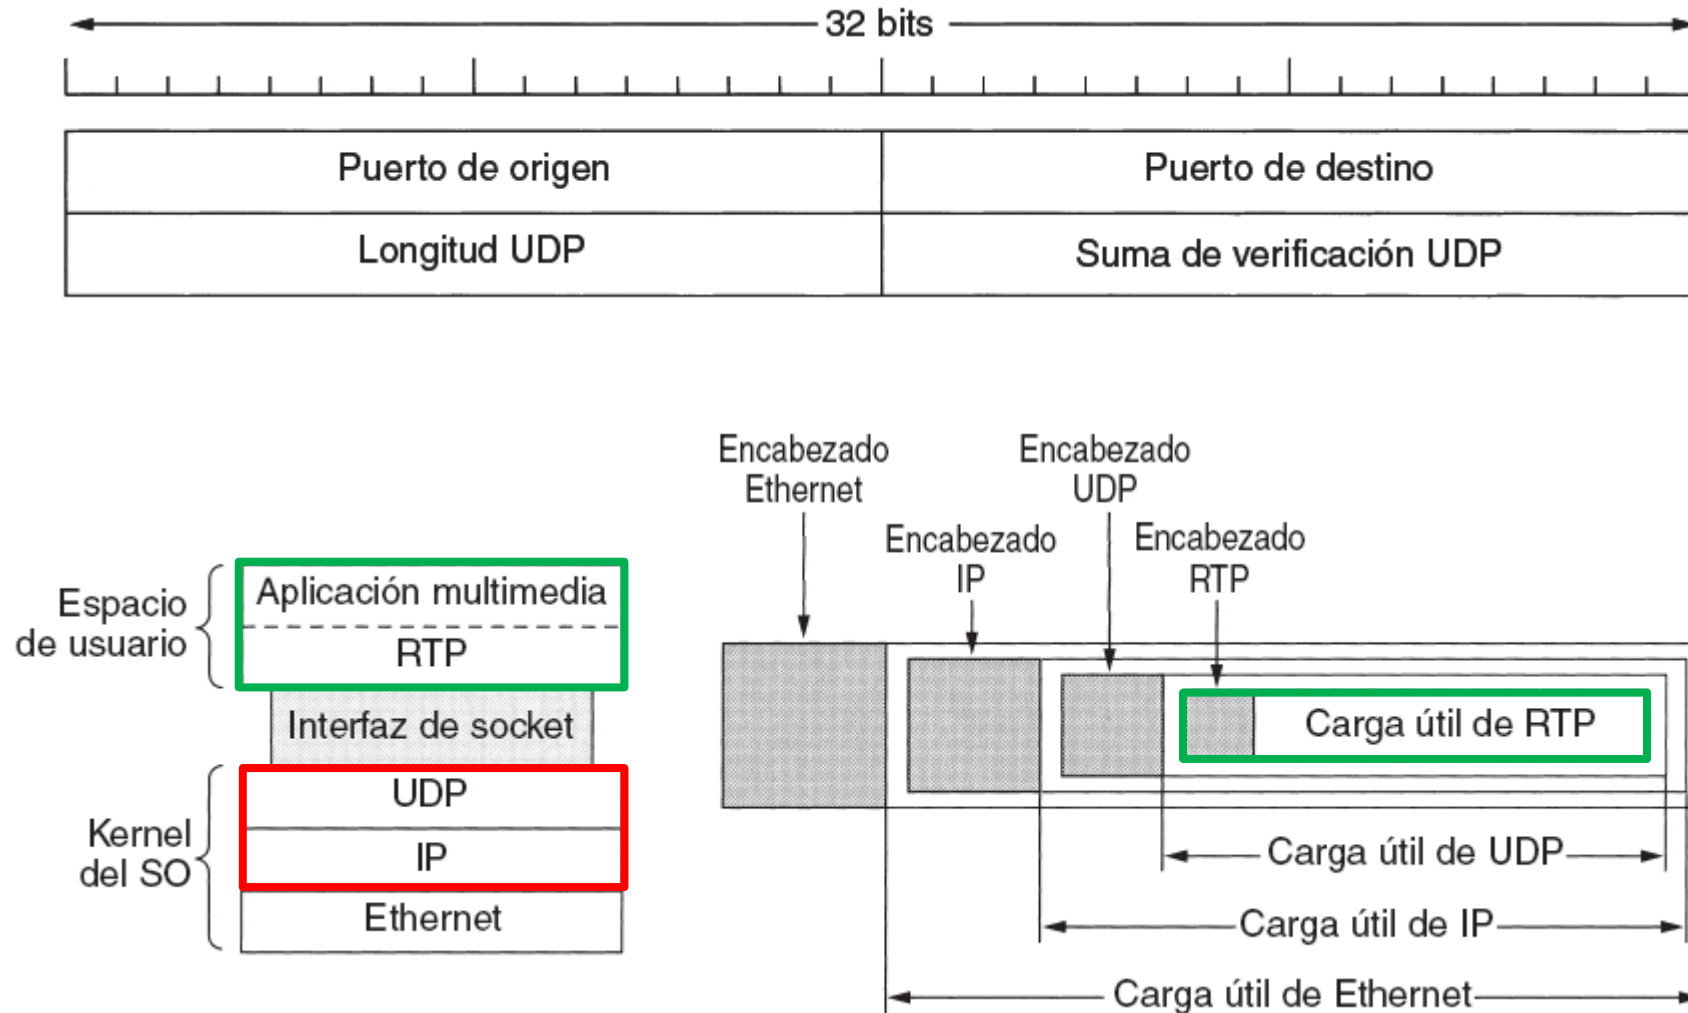 32 bits
Puerto de origen
Puerto de destino
Longitud UDP
Suma de verificación UDP
Encabezado
Ethernet
Encabezado
UDP
Encabezado
IP
Encabezado
RTP
Espacio
de usuario
Aplicación multimedia
RTP
Interfaz de socket
Kernel
del SO
UDP
IP
Ethernet
Carga útil de RTP
Carga útil de UDP
Carga útil de IP
Carga útil de Ethernet